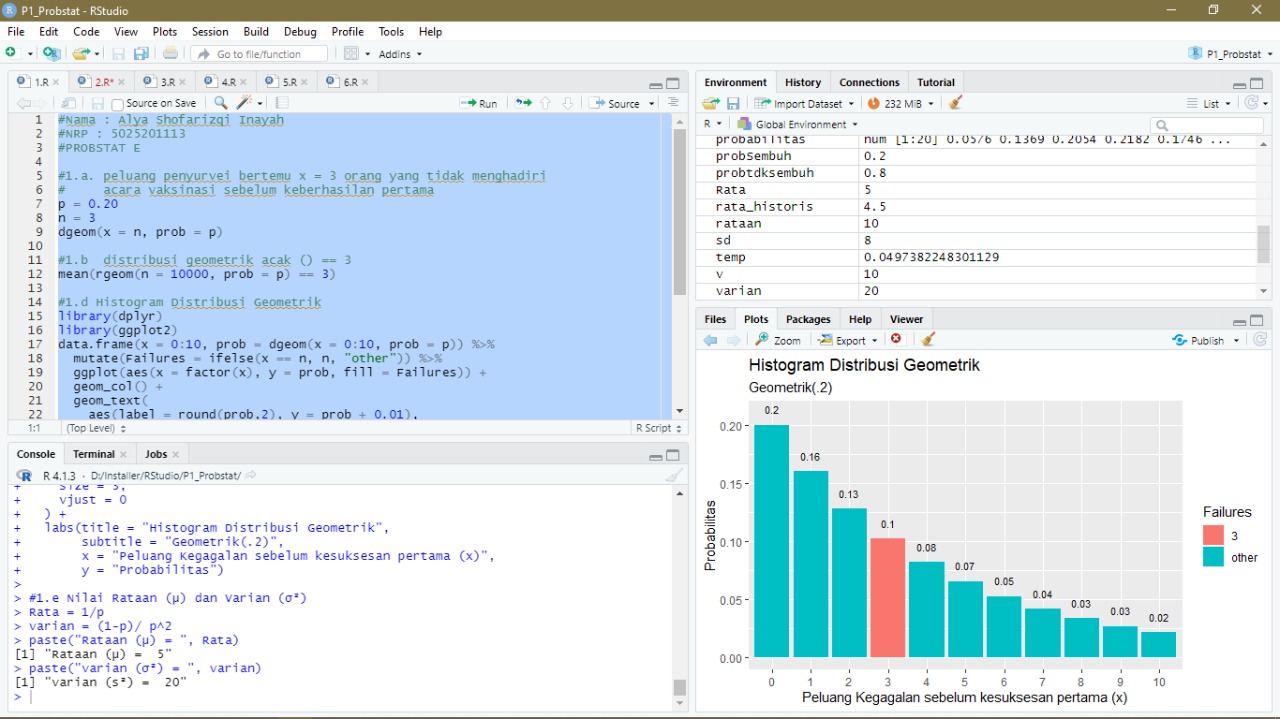 P1_Probstat - RStudio
File Edit Code View Plots Session Build Debug Profile Tools Help
Go to file/function Addins P1_Probstat
1.R 2.R* 3.R 4.R 5.R 6.R
Source on Save Run Source
1 #Nama : Alya Shofarizqi Inayah
2 #NRP : 5025201113
3 #PROBSTAT E
4
5 #1.a. peluang penyurvei bertemu x = 3 orang yang tidak menghadiri
6 # acara vaksinasi sebelum keberhasilan pertama
7 p = 0.20
8 n = 3
9 dgeom(x = n, prob = p)
10
11 #1.b distribusi geometrik acak () == 3
12 mean(rgeom(n = 10000, prob = p) == 3)
13
14 #1.d Histogram Distribusi Geometrik
15 library(dplyr)
16 library(ggplot2)
17 data.frame(x = 0:10, prob = dgeom(x = 0:10, prob = p)) %>%
18 mutate(Failures = ifelse(x == n, n, "other")) %>%
19 ggplot(aes(x = factor(x), y = prob, fill = Failures)) +
20 geom_col() +
21 geom_text(
22 aes(label = round(prob,2), y = prob + 0.01),
1:1 (Top Level) R Script
Console Terminal Jobs
R 4.1.3 · D:/Installer/RStudio/P1_Probstat/
+ size = 3,
+ vjust = 0
+ ) +
+ labs(title = "Histogram Distribusi Geometrik",
+ subtitle = "Geometrik(.2)",
+ x = "Peluang Kegagalan sebelum kesuksesan pertama (x)",
+ y = "Probabilitas")
>
> #1.e Nilai Rataan (μ) dan Varian (σ²)
> Rata = 1/p
> varian = (1-p)/ p^2
> paste("Rataan (μ) = ", Rata)
[1] "Rataan (μ) =  5"
> paste("varian (σ²) = ", varian)
[1] "varian (s²) =  20"
>
Environment History Connections Tutorial
Import Dataset 232 MiB List
R Global Environment
probabilitas num [1:20] 0.0576 0.1369 0.2054 0.2182 0.1746 ...
probSembuh 0.2
probtdksembuh 0.8
Rata 5
rata_historis 4.5
rataan 10
sd 8
temp 0.0497382248301129
v 10
varian 20
Files Plots Packages Help Viewer
Zoom Export Publish
Histogram Distribusi Geometrik
Geometrik(.2)
0.2
0.16
0.13
0.1
0.08
0.07
0.05
0.04
0.03
0.03
0.02
0.20
0.15
0.10
0.05
0.00
Probabilitas
0 1 2 3 4 5 6 7 8 9 10
Peluang Kegagalan sebelum kesuksesan pertama (x)
Failures
3
other